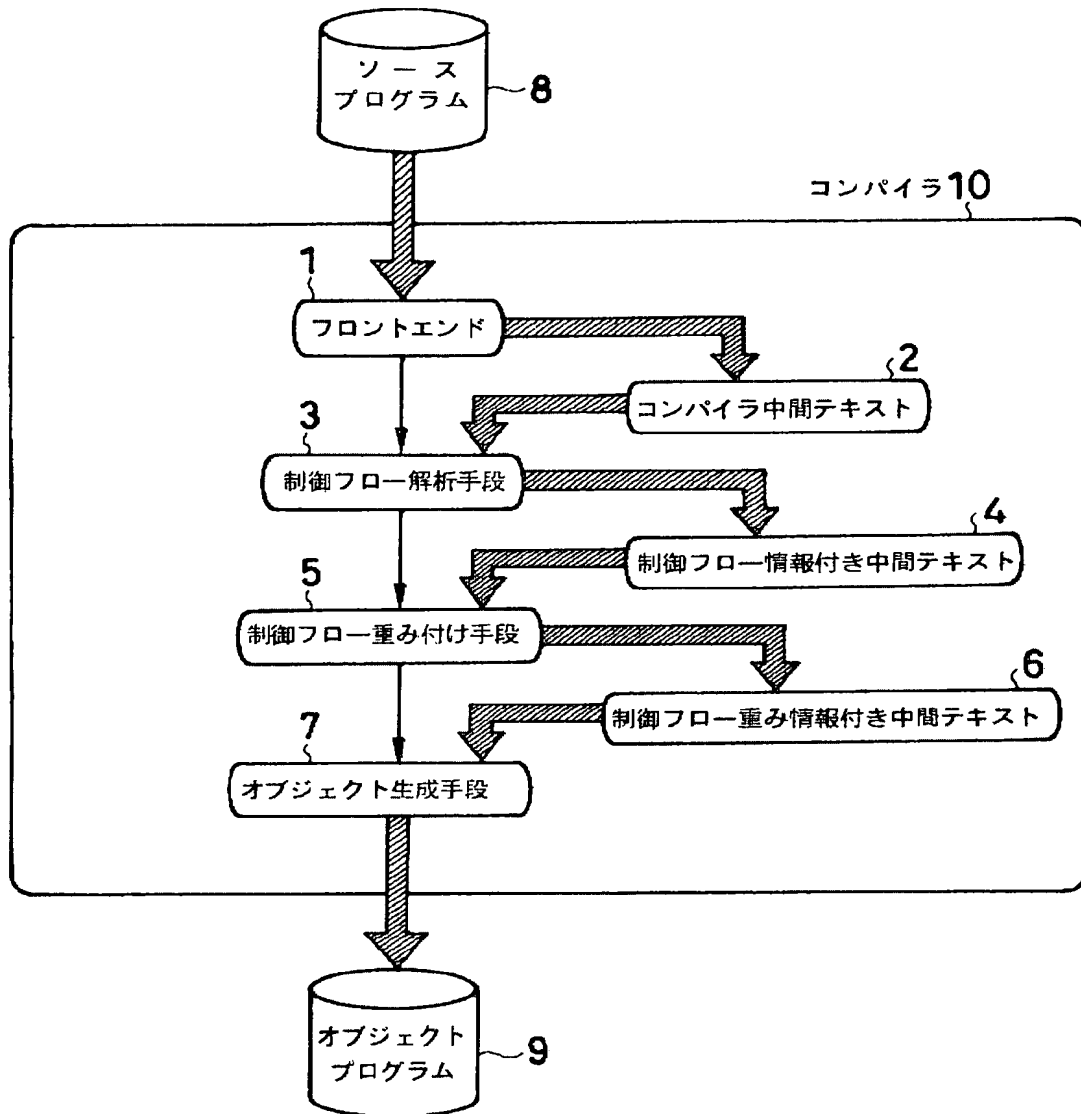 ソース
プログラム
8
コンパイラ 10
1
フロントエンド
2
コンパイラ中間テキスト
3
制御フロー解析手段
4
制御フロー情報付き中間テキスト
5
制御フロー重み付け手段
6
制御フロー重み情報付き中間テキスト
7
オブジェクト生成手段
オブジェクト
プログラム
9